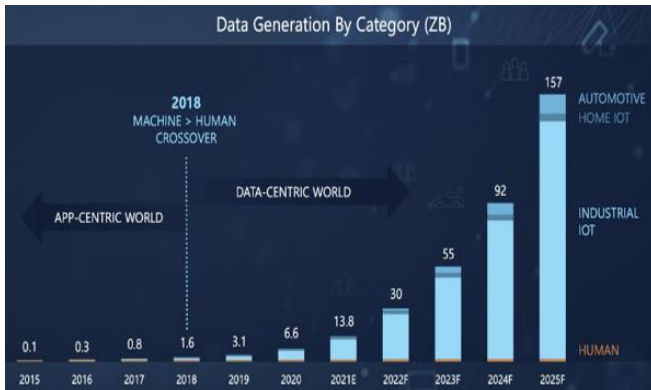 Data Generation By Category (ZB)
2018
MACHINE > HUMAN
CROSSOVER
APP-CENTRIC WORLD
DATA-CENTRIC WORLD
0.1
0.3
0.8
1.6
3.1
6.6
13.8
30
55
92
157
AUTOMOTIVE
HOME IOT
INDUSTRIAL
IOT
HUMAN
2015
2016
2017
2018
2019
2020
2021E
2022F
2023F
2024F
2025F